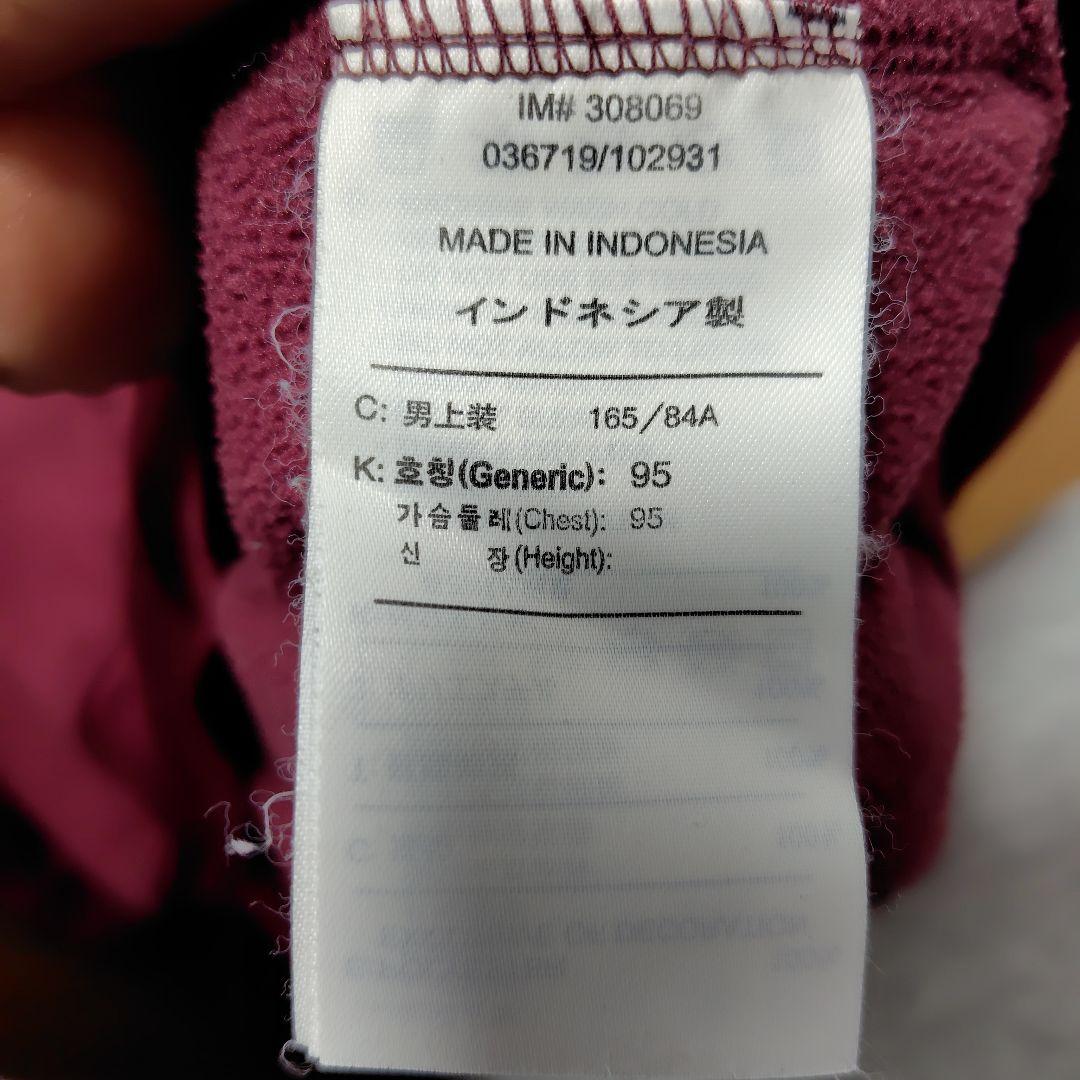 IM# 308069
036719/102931
MADE IN INDONESIA
インドネシア製
C: 男上装 165/84A
K: 호칭(Generic): 95
가슴둘레(Chest): 95
신 장(Height):